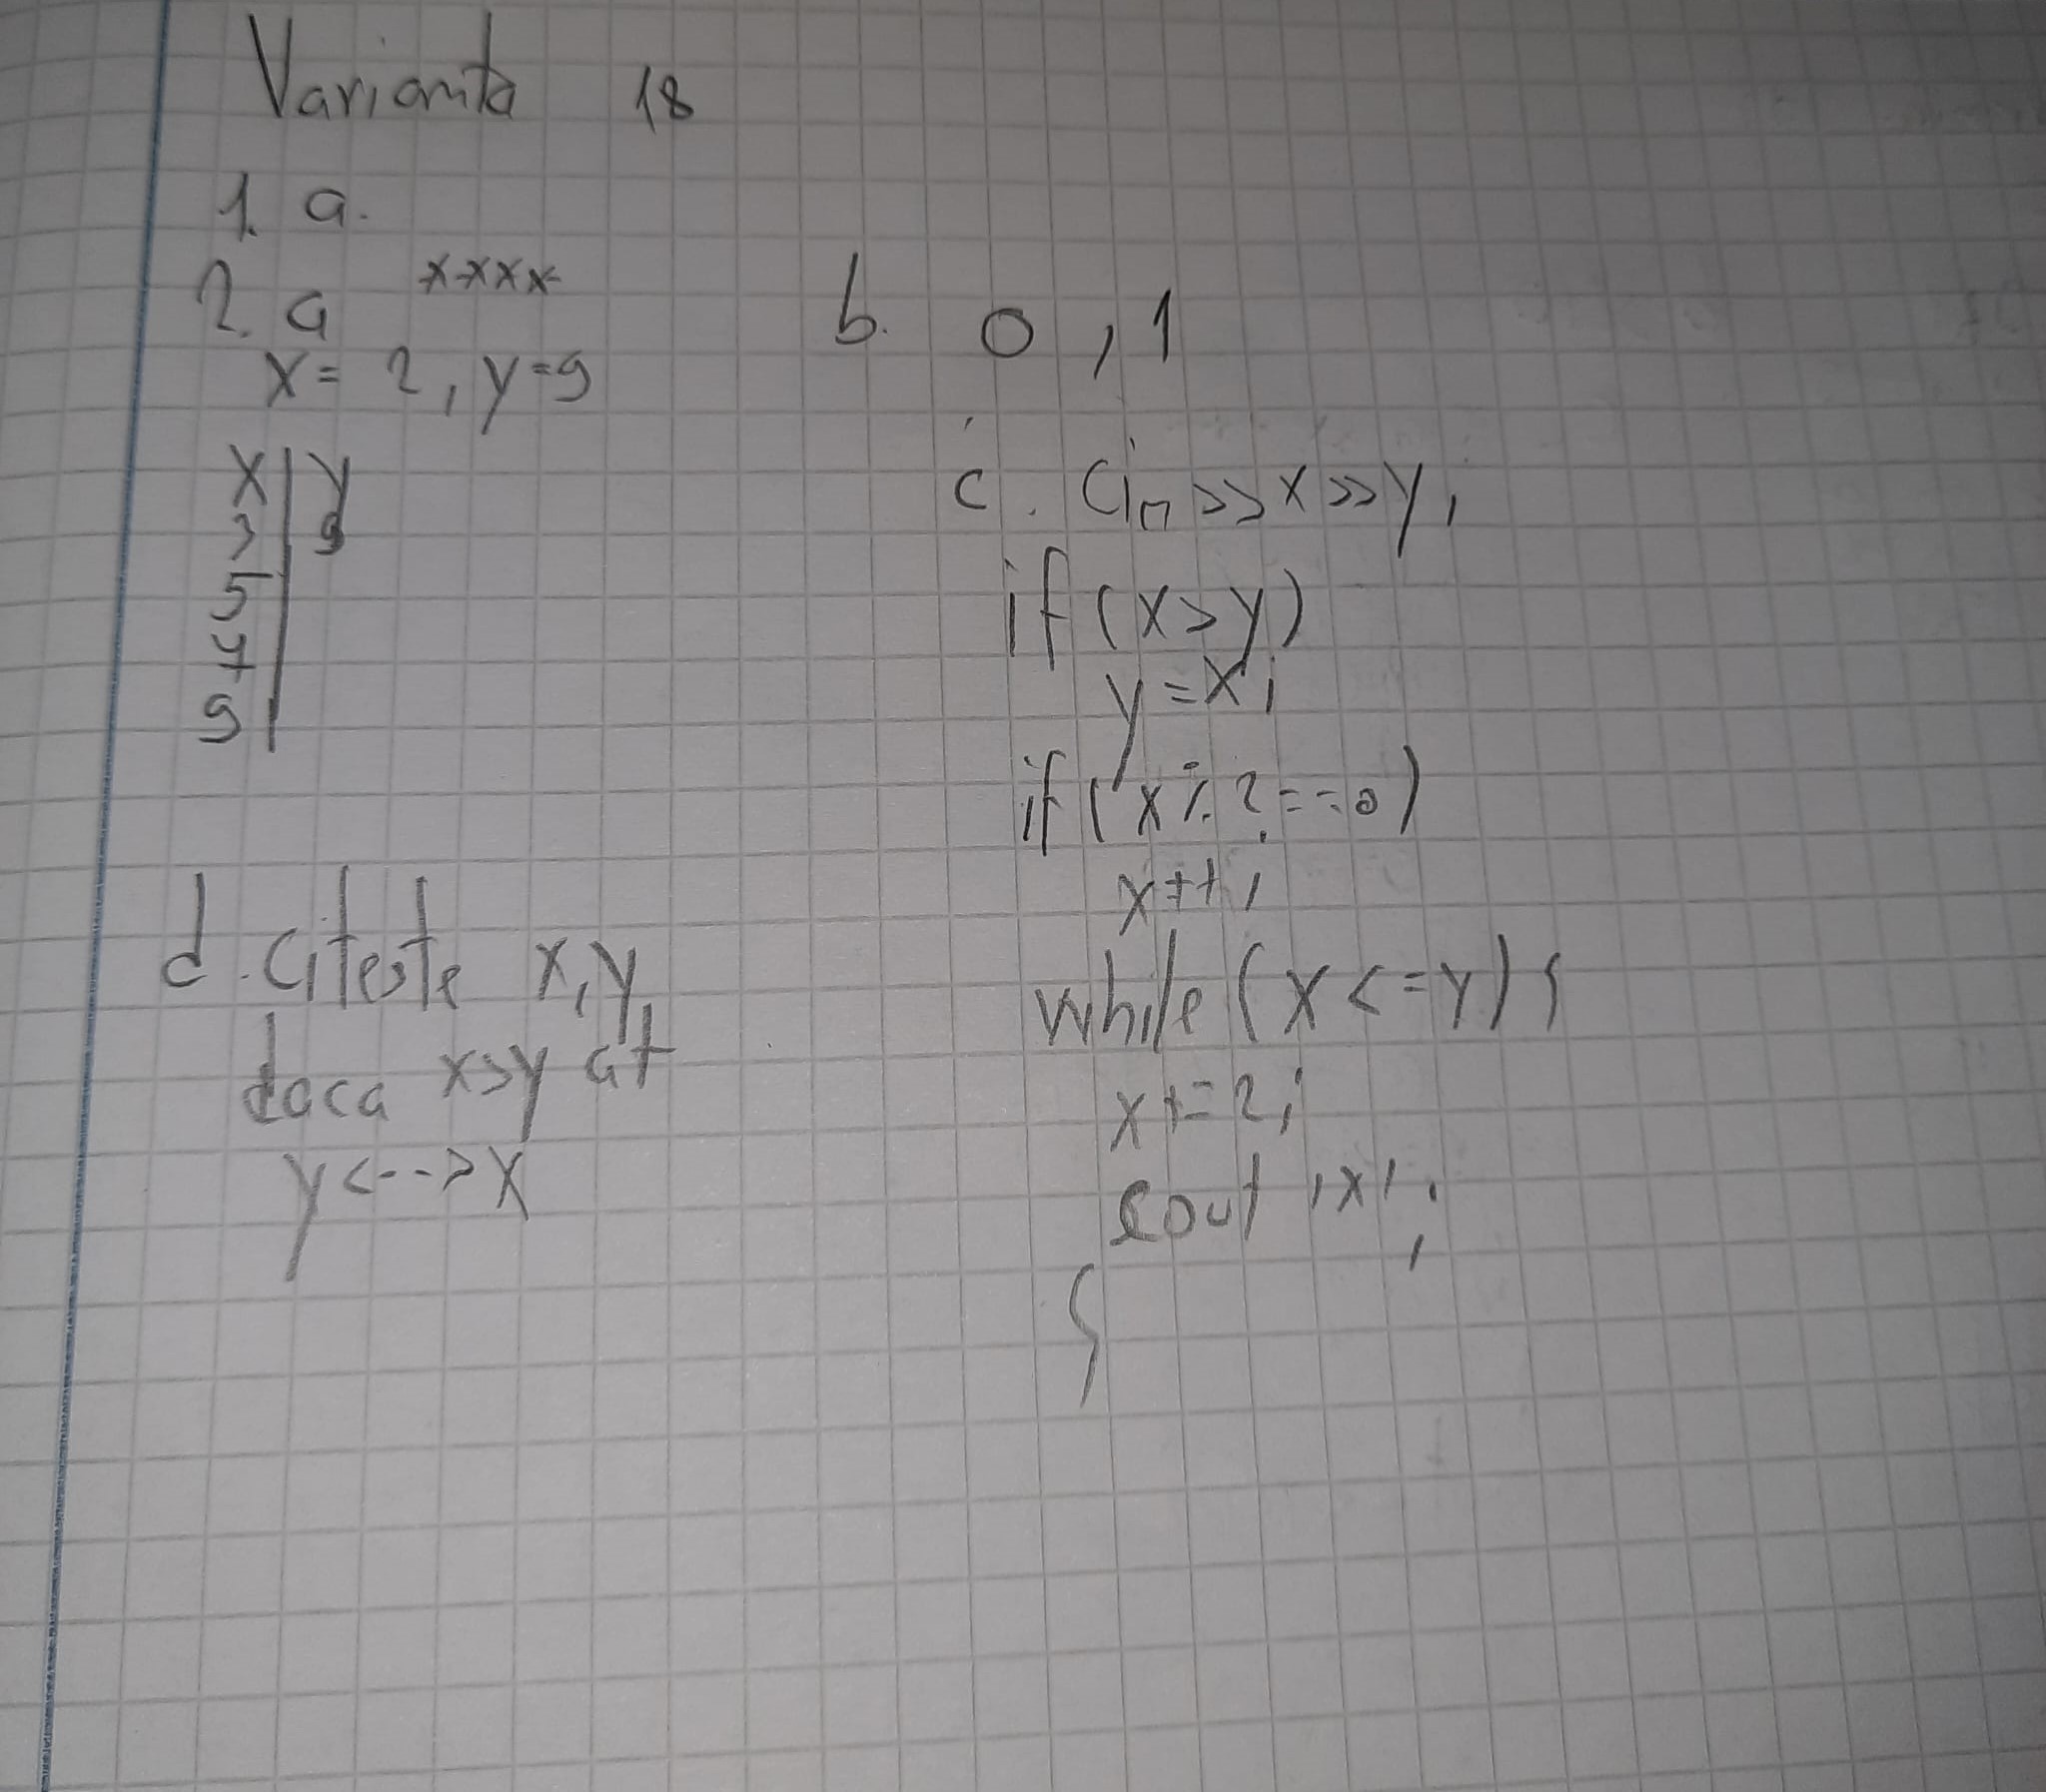 Varianta 18
1. a.
2. a ****
x = 2, y=9
x | y
3 | 9
5
7
9
b. 0, 1
c. Cin >> x >> y;
if (x>y)
y=x;
if (x%2==0)
x++;
while (x<=y) {
x+=2;
cout 'x';
}
d. Citeste x,y
daca x>y at
y<-->x